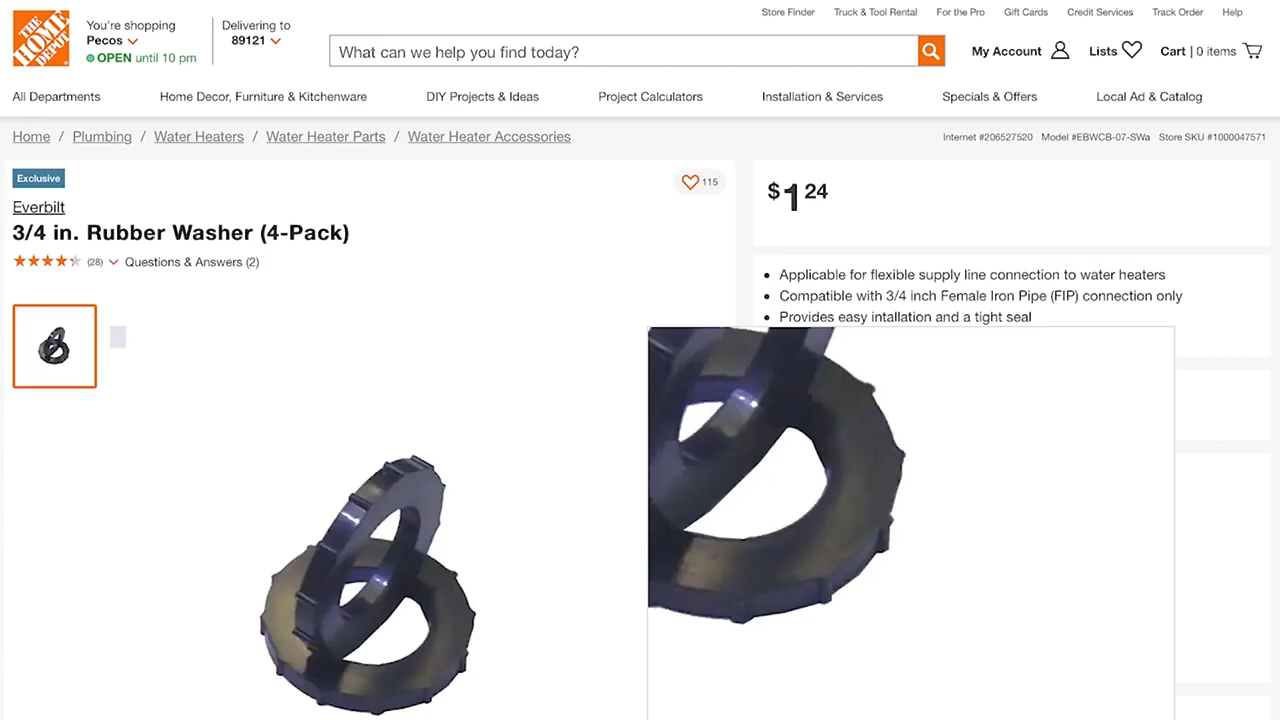 THE HOME DEPOT
You're shopping
Pecos
OPEN until 10 pm
Delivering to
89121
Store Finder Truck & Tool Rental For the Pro Gift Cards Credit Services Track Order Help
What can we help you find today?
My Account Lists Cart | 0 items
All Departments Home Decor, Furniture & Kitchenware DIY Projects & Ideas Project Calculators Installation & Services Specials & Offers Local Ad & Catalog
Home / Plumbing / Water Heaters / Water Heater Parts / Water Heater Accessories
Internet #206527520 Model #EBWCB-07-SWa Store SKU #1000047571
Exclusive
115
Everbilt
3/4 in. Rubber Washer (4-Pack)
(28) Questions & Answers (2)
$1 24
Applicable for flexible supply line connection to water heaters
Compatible with 3/4 inch Female Iron Pipe (FIP) connection only
Provides easy intallation and a tight seal